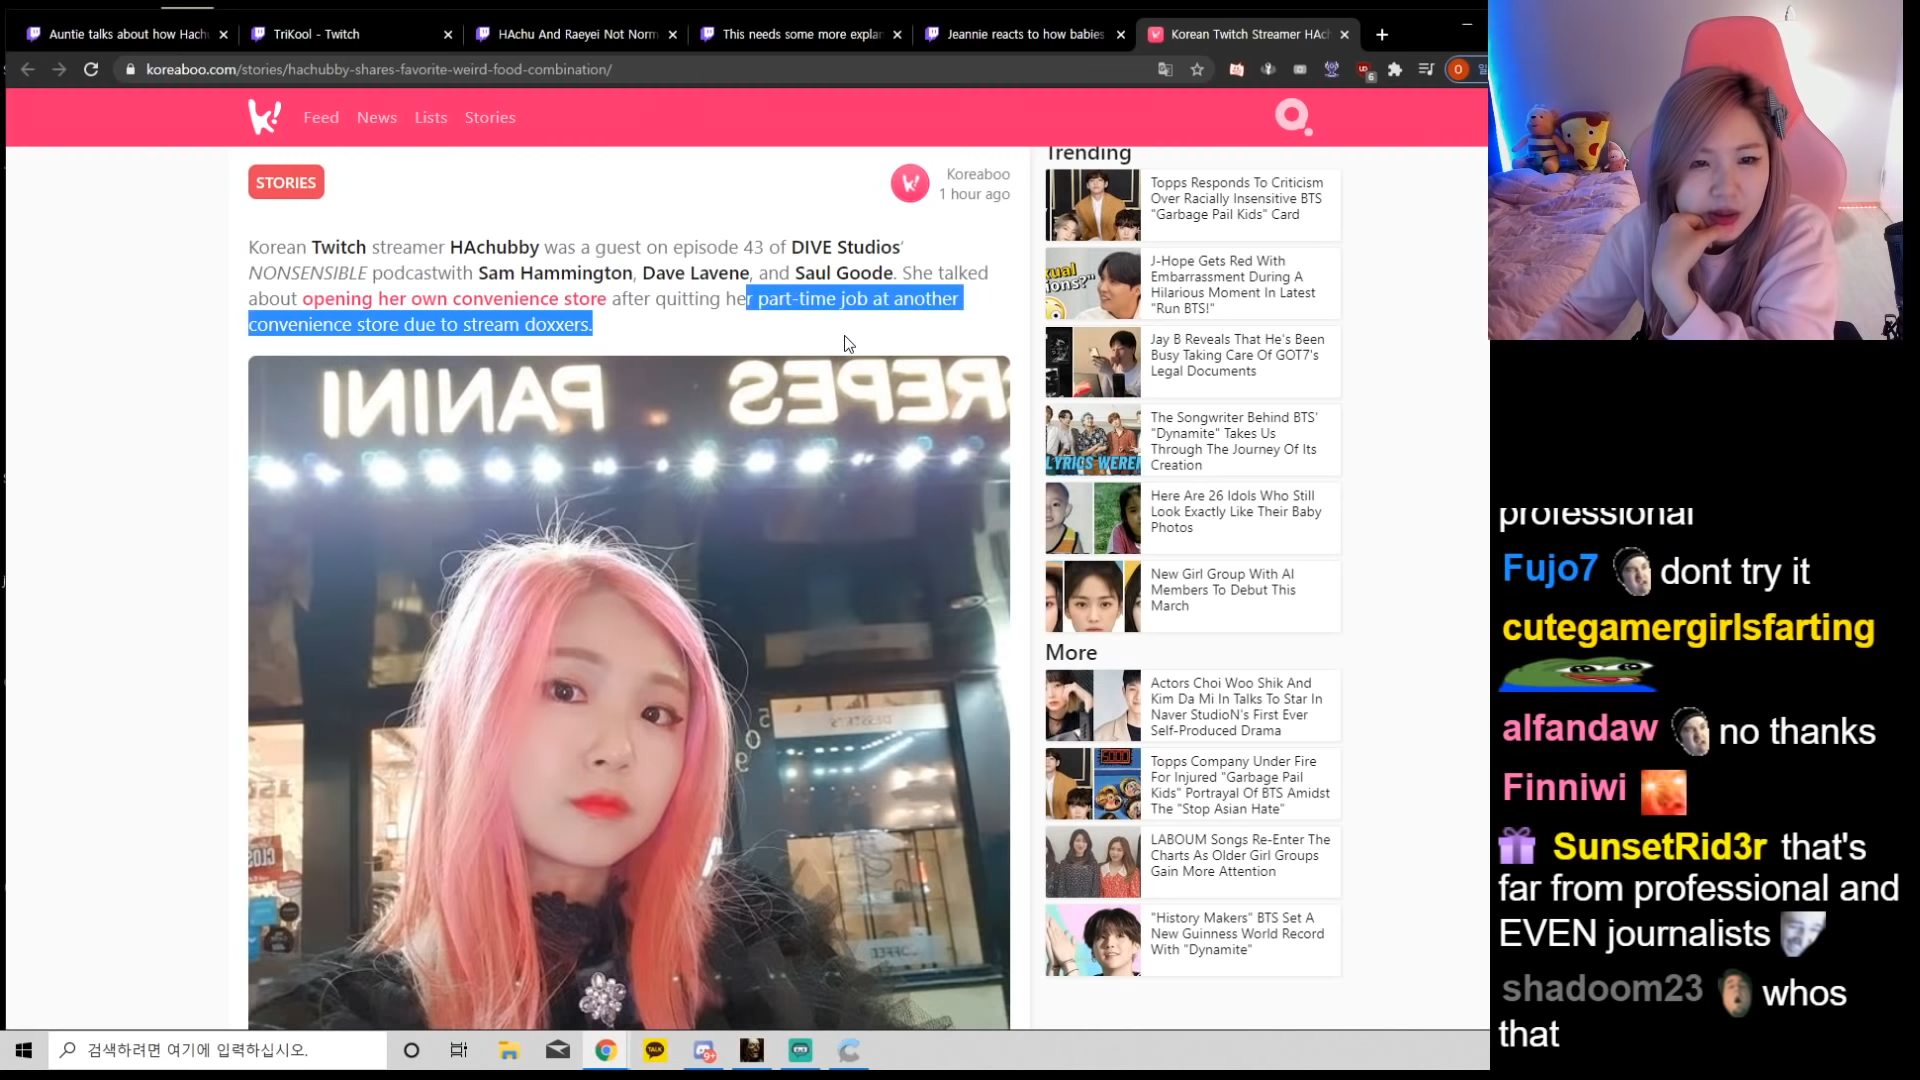 Auntie talks about how Hach
TriKool - Twitch
HAchu And Raeyei Not Norm
This needs some more explan
Jeannie reacts to how babies
Korean Twitch Streamer HAch
koreaboo.com/stories/hachubby-shares-favorite-weird-food-combination/
6
O
k!
Feed
News
Lists
Stories
STORIES
Koreaboo
1 hour ago
Korean Twitch streamer HAchubby was a guest on episode 43 of DIVE Studios'
NONSENSIBLE podcastwith Sam Hammington, Dave Lavene, and Saul Goode. She talked
about opening her own convenience store after quitting her part-time job at another
convenience store due to stream doxxers.
PANINI
CREPES
DESSERTS
CLOSED
COFFEE
Trending
Topps Responds To Criticism
Over Racially Insensitive BTS
"Garbage Pail Kids" Card
J-Hope Gets Red With
Embarrassment During A
Hilarious Moment In Latest
"Run BTS!"
Jay B Reveals That He's Been
Busy Taking Care Of GOT7's
Legal Documents
The Songwriter Behind BTS'
"Dynamite" Takes Us
Through The Journey Of Its
Creation
LYRICS WEREN
Here Are 26 Idols Who Still
Look Exactly Like Their Baby
Photos
New Girl Group With AI
Members To Debut This
March
More
Actors Choi Woo Shik And
Kim Da Mi In Talks To Star In
Naver StudioN's First Ever
Self-Produced Drama
Topps Company Under Fire
For Injured "Garbage Pail
Kids" Portrayal Of BTS Amidst
The "Stop Asian Hate"
LABOUM Songs Re-Enter The
Charts As Older Girl Groups
Gain More Attention
"History Makers" BTS Set A
New Guinness World Record
With "Dynamite"
professional
Fujo7 dont try it
cutegamergirlsfarting
alfandaw no thanks
Finniwi
SunsetRid3r that's
far from professional and
EVEN journalists
shadoom23 whos
that
검색하려면 여기에 입력하십시오.
TALK
9+